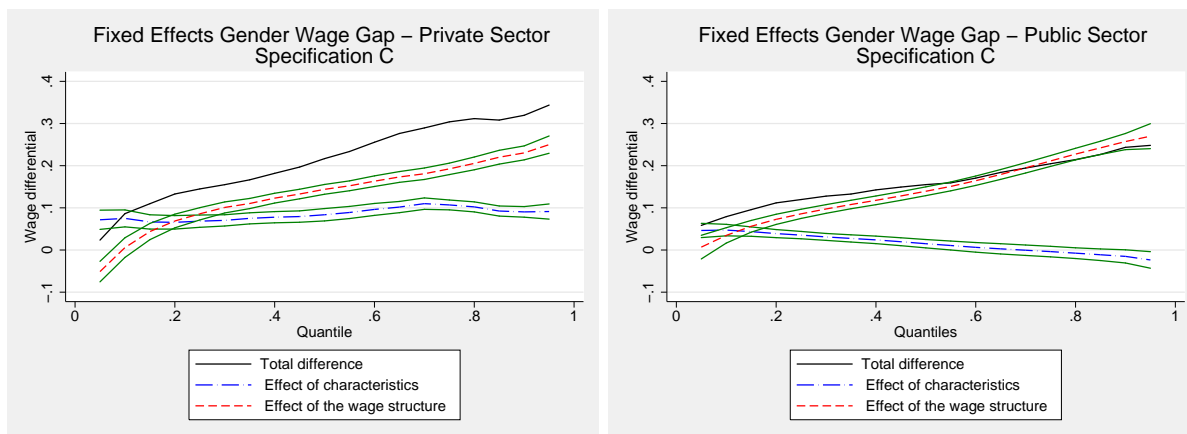 Fixed Effects Gender Wage Gap – Private Sector
Specification C
Wage differential
.4
.3
.2
.1
0
-.1
0
.2
.4
.6
.8
1
Quantile
Total difference
Effect of characteristics
Effect of the wage structure
Fixed Effects Gender Wage Gap – Public Sector
Specification C
Wage differential
.4
.3
.2
.1
0
-.1
0
.2
.4
.6
.8
1
Quantiles
Total difference
Effect of characteristics
Effect of the wage structure